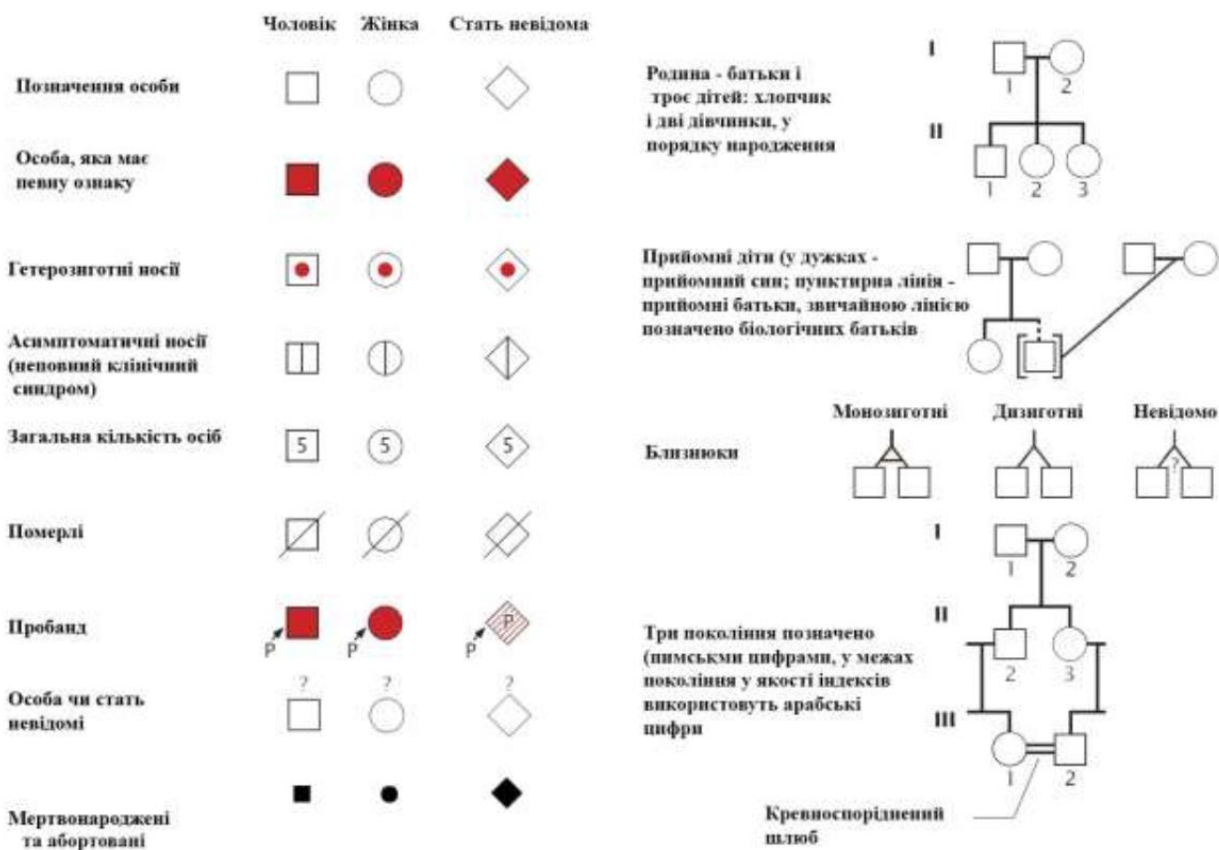 Чоловік Жінка Стать невідома
Позначення особи
Особа, яка має
певну ознаку
Гетерозиготні носії
Асимптоматичні носії
(неповний клінічний
синдром)
Загальна кількість осіб
5 5 5
Померлі
Пробанд
P P P P
Особа чи стать
невідомі
? ? ?
Мертвонароджені
та абортовані
Родина - батьки і
троє дітей: хлопчик
і дві дівчинки, у
порядку народження
I
1 2
II
1 2 3
Прийомні діти (у дужках -
прийомний син; пунктирна лінія -
прийомні батьки, звичайною лінією
позначено біологічних батьків
Монозиготні Дизиготні Невідомо
Близнюки
?
I
1 2
II
Три покоління позначено
(пимськми цифрами, у межах
покоління у якості індексів
використовуть арабські
цифри
2 3
III
1 2
Кревноспоріднений
шлюб